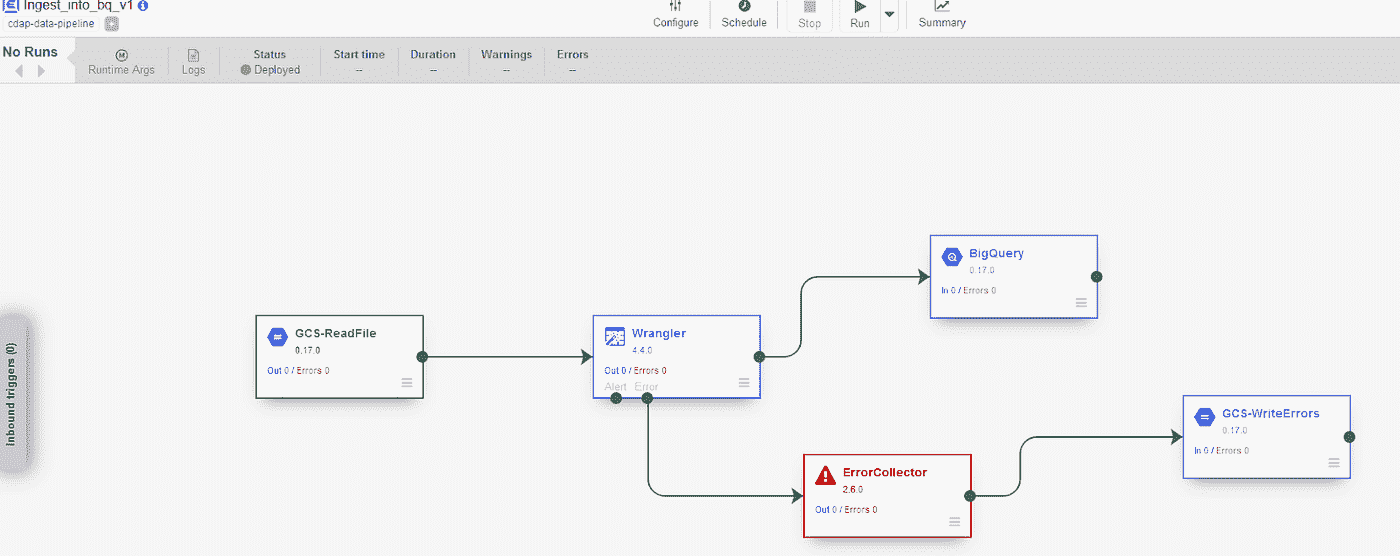 Ingest_into_bq_v1
cdap-data-pipeline
Configure
Schedule
Stop
Run
Summary
No Runs
Runtime Args
Logs
Status
Deployed
Start time
--
Duration
--
Warnings
--
Errors
--
Inbound triggers (0)
GCS-ReadFile
0.17.0
Out 0 / Errors 0
Wrangler
4.4.0
Out 0 / Errors 0
Alert Error
BigQuery
0.17.0
In 0 / Errors 0
ErrorCollector
2.6.0
Out 0 / Errors 0
GCS-WriteErrors
0.17.0
In 0 / Errors 0